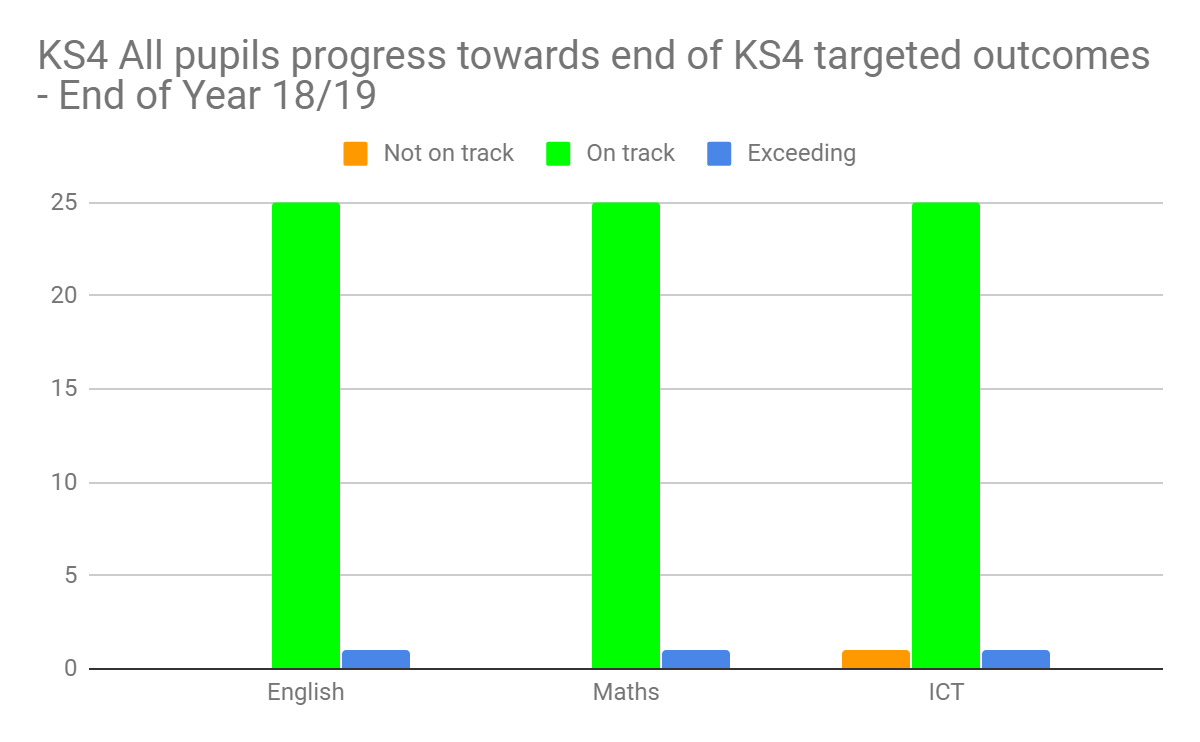 KS4 All pupils progress towards end of KS4 targeted outcomes
- End of Year 18/19
Not on track On track Exceeding
25
20
15
10
5
0
English Maths ICT